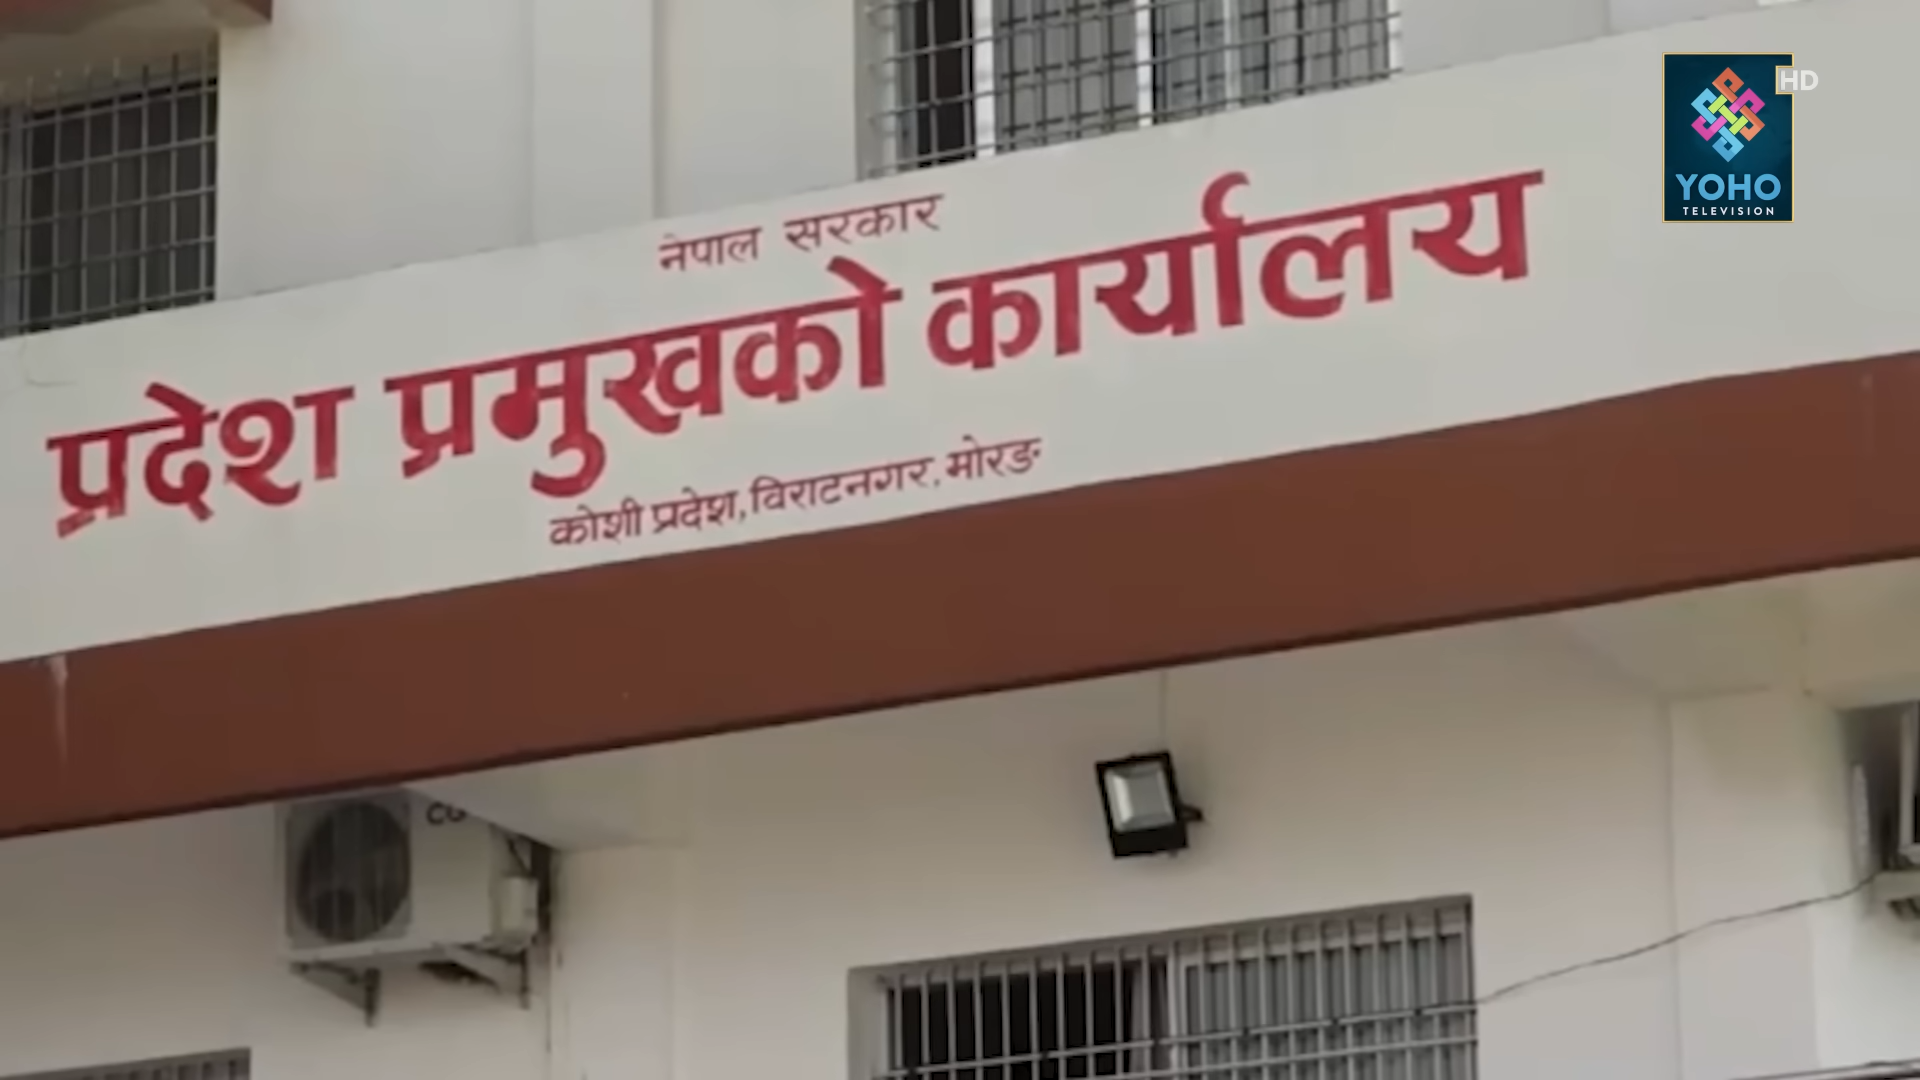 नेपाल सरकार
प्रदेश प्रमुखको कार्यालय
कोशी प्रदेश, विराटनगर, मोरङ
HD
YOHO
TELEVISION